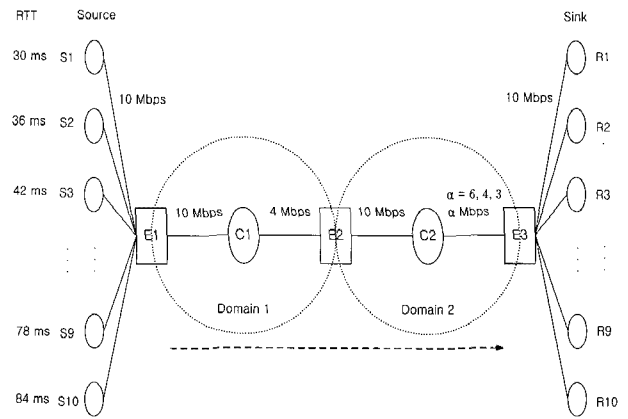 RTT Source Sink
30 ms S1 R1
10 Mbps 10 Mbps
36 ms S2 R2
42 ms S3 R3
α = 6, 4, 3
10 Mbps 4 Mbps 10 Mbps α Mbps
E1 C1 E2 C2 E3
Domain 1 Domain 2
78 ms S9 R9
84 ms S10 R10